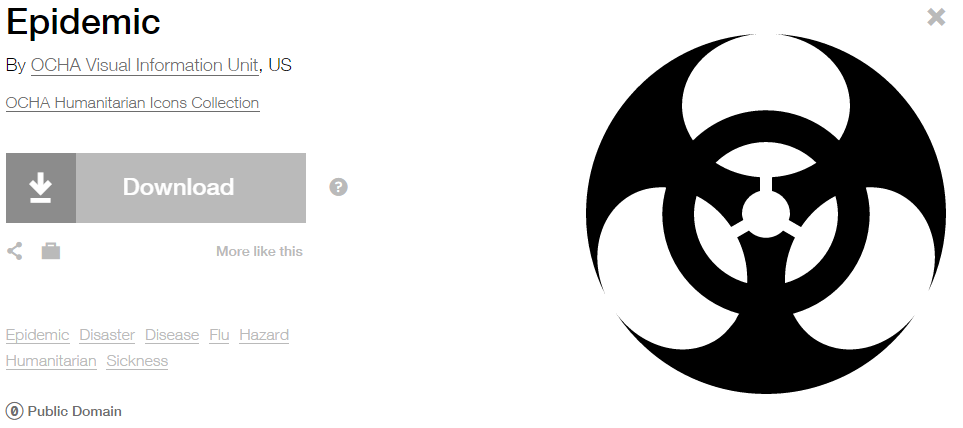 Epidemic
By OCHA Visual Information Unit, US
OCHA Humanitarian Icons Collection
Download
?
More like this
Epidemic Disaster Disease Flu Hazard
Humanitarian Sickness
0 Public Domain